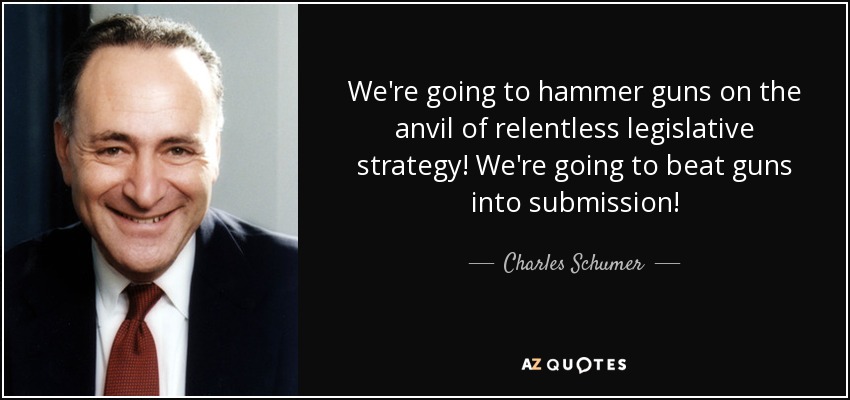 We're going to hammer guns on the
anvil of relentless legislative
strategy! We're going to beat guns
into submission!
Charles Schumer
AZ QUOTES